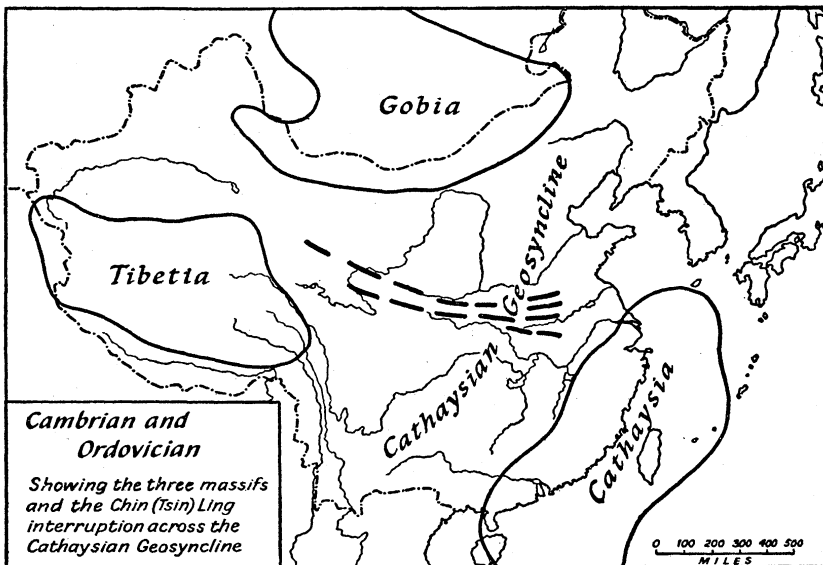 Gobia
Tibetia
Cathaysian Geosyncline
Cathaysia
Cambrian and
Ordovician
Showing the three massifs
and the Chin (Tsin) Ling
interruption across the
Cathaysian Geosyncline
0 100 200 300 400 500
MILES